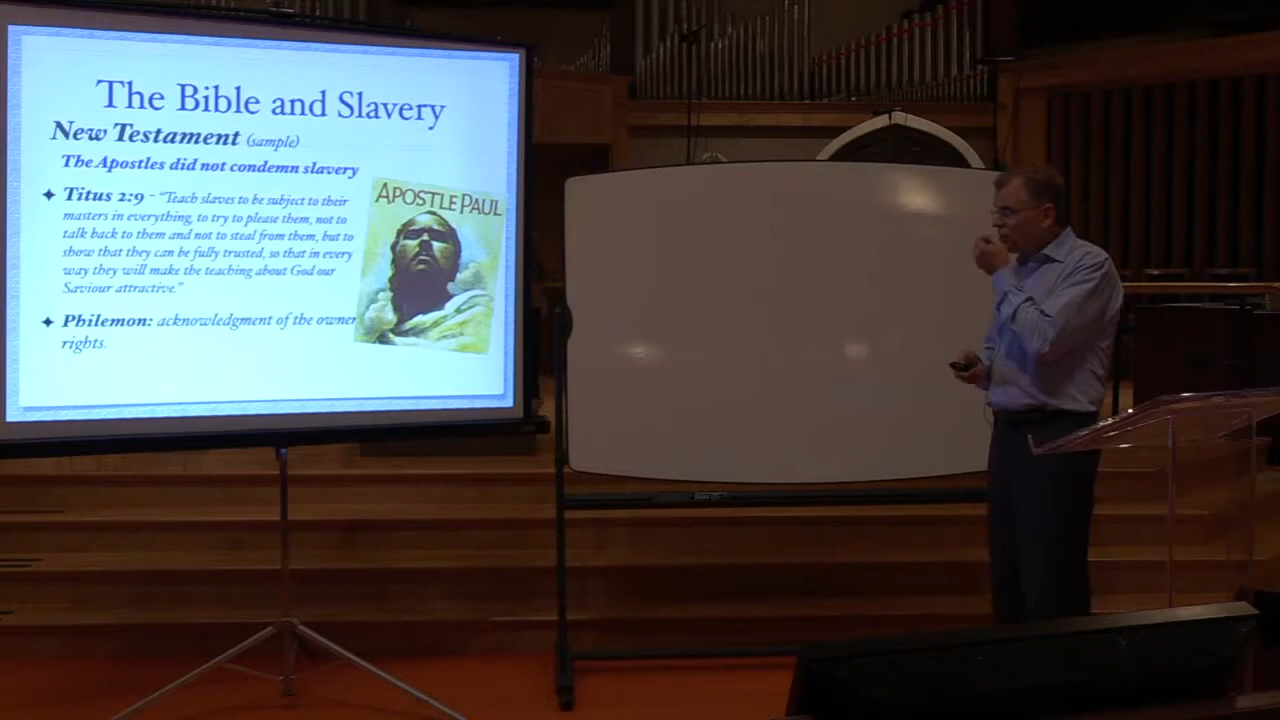 The Bible and Slavery
New Testament (sample)
The Apostles did not condemn slavery
Titus 2:9 - "Teach slaves to be subject to their
masters in everything, to try to please them, not to
talk back to them and not to steal from them, but to
show that they can be fully trusted, so that in every
way they will make the teaching about God our
Saviour attractive."
Philemon: acknowledgment of the owner
rights.
APOSTLE PAUL